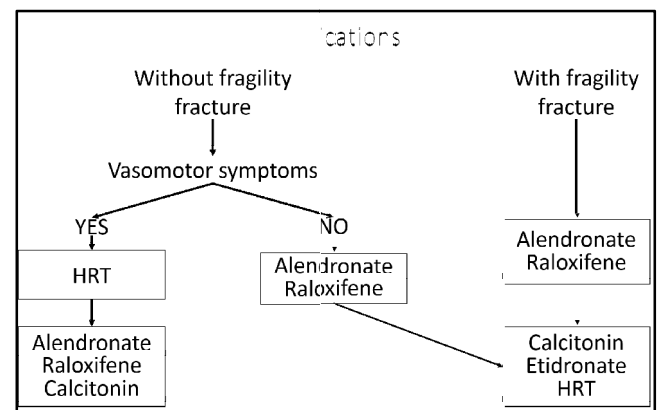 cations
Without fragility
fracture
With fragility
fracture
Vasomotor symptoms
YES
NO
HRT
Alendronate
Raloxifene
Alendronate
Raloxifene
Alendronate
Raloxifene
Calcitonin
Calcitonin
Etidronate
HRT